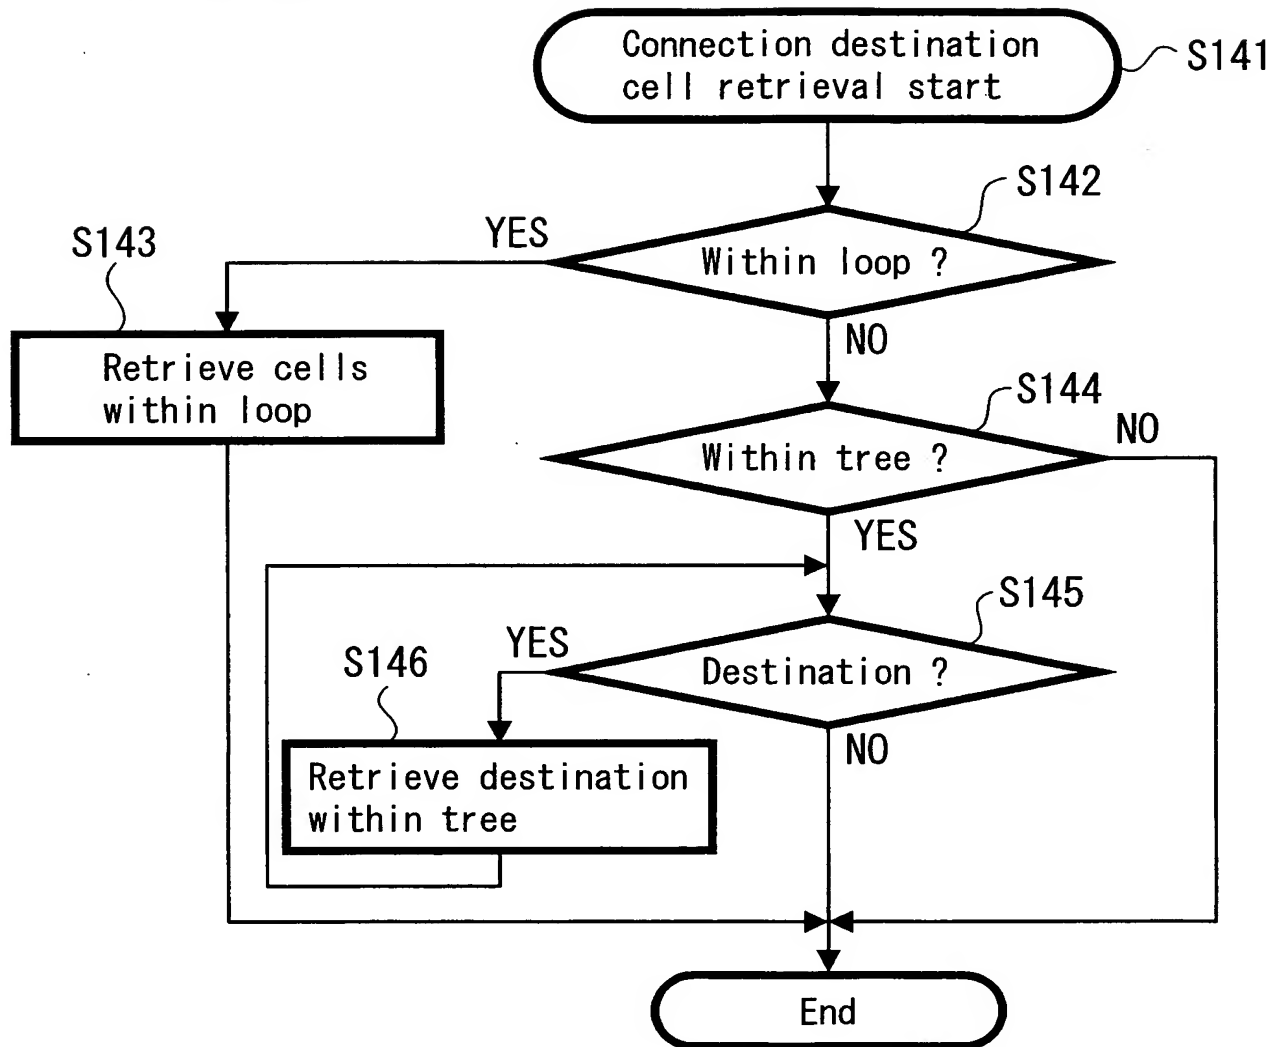 Connection destination
cell retrieval start
S141
S142
Within loop ?
YES
S143
NO
Retrieve cells
within loop
S144
Within tree ?
NO
YES
S145
Destination ?
YES
S146
NO
Retrieve destination
within tree
End